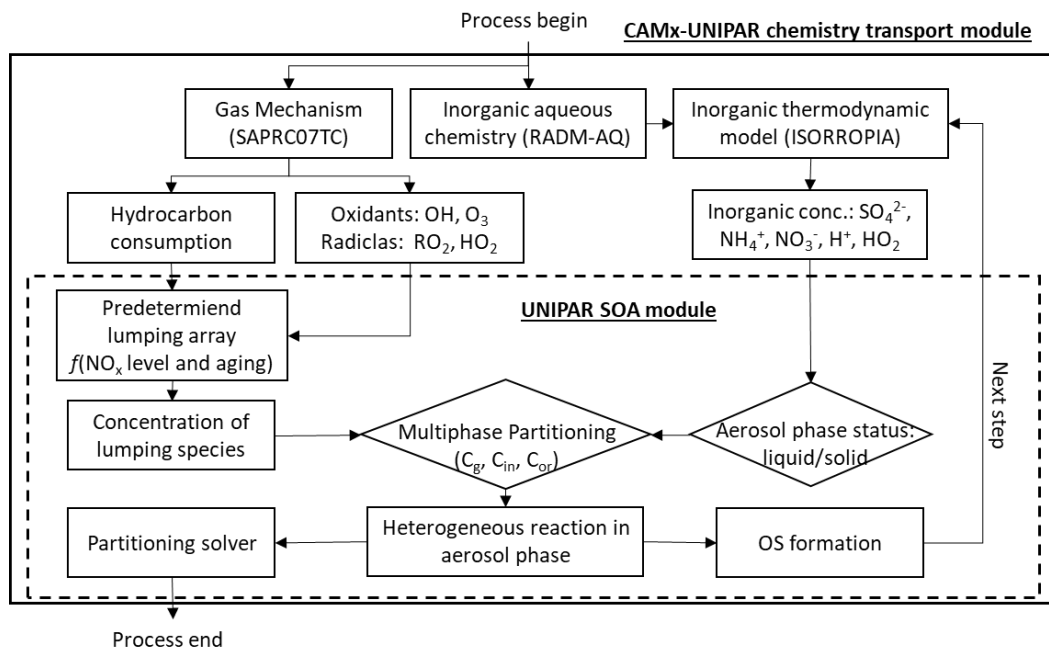 Process begin
CAMx-UNIPAR chemistry transport module
Gas Mechanism
(SAPRC07TC)
Inorganic aqueous
chemistry (RADM-AQ)
Inorganic thermodynamic
model (ISORROPIA)
Hydrocarbon
consumption
Oxidants: OH, O₃
Radiclas: RO₂, HO₂
Inorganic conc.: SO₄²⁻,
NH₄⁺, NO₃⁻, H⁺, HO₂
UNIPAR SOA module
Predetermiend
lumping array
f(NOₓ level and aging)
Concentration of
lumping species
Multiphase Partitioning
(C_g, C_in, C_or)
Aerosol phase status:
liquid/solid
Next step
Partitioning solver
Heterogeneous reaction in
aerosol phase
OS formation
Process end